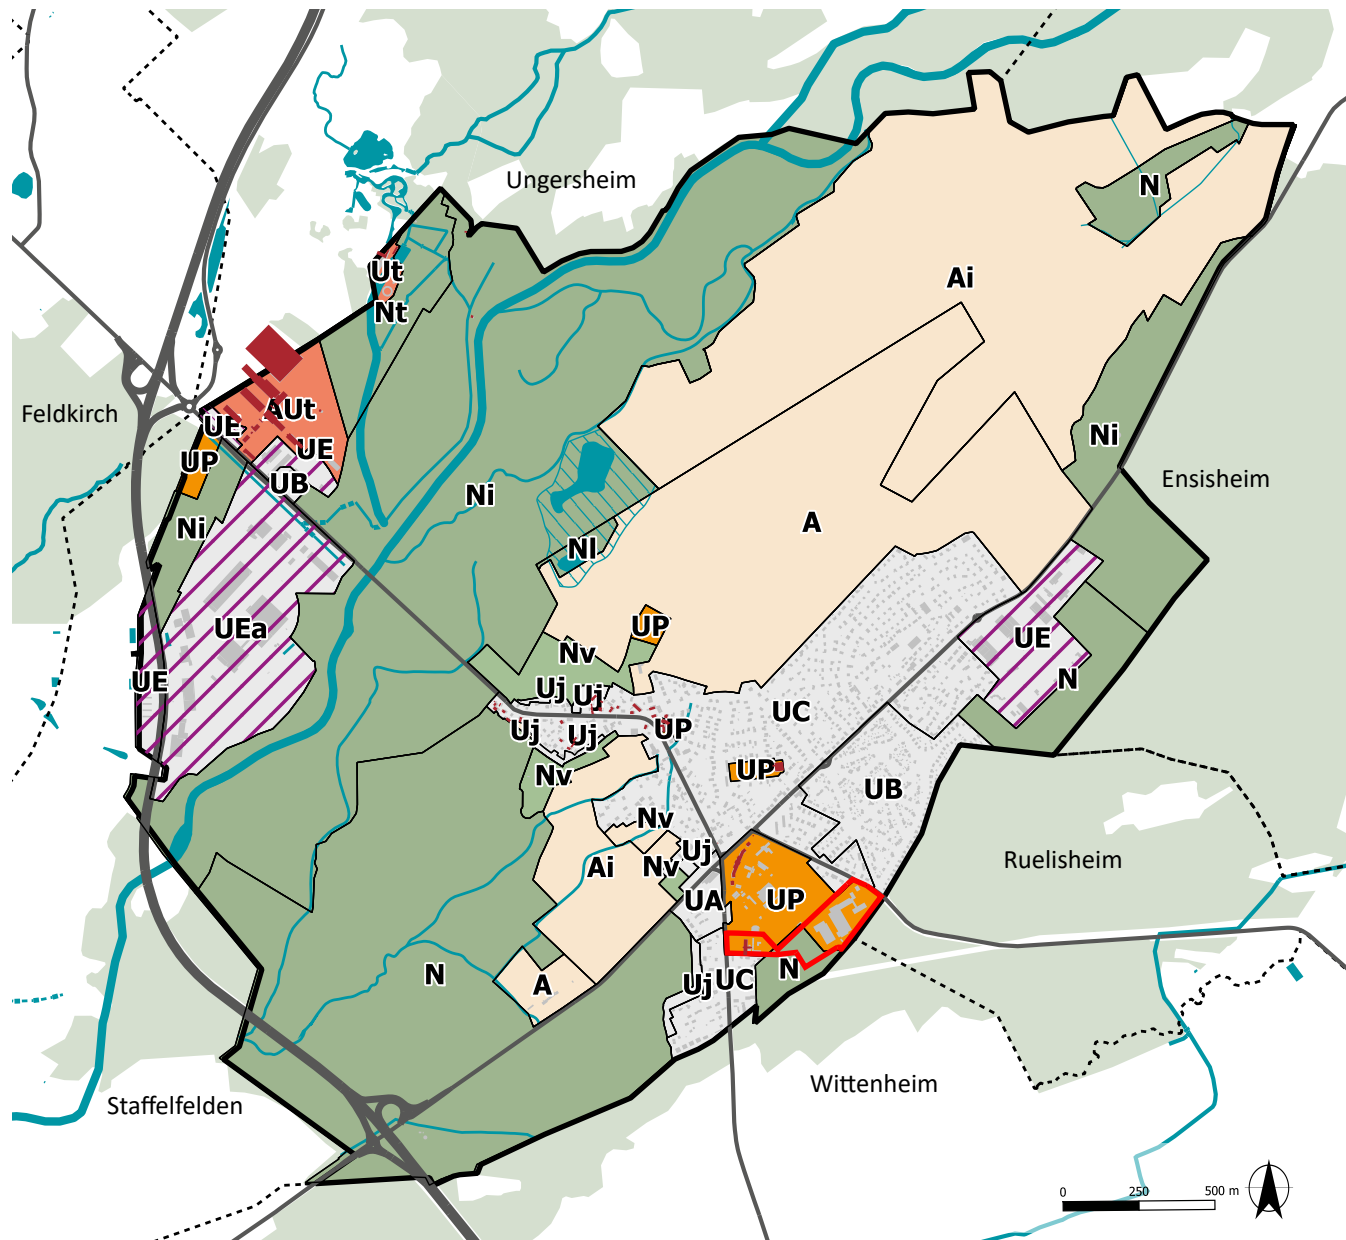 Ungersheim
N
Ut
Ai
Nt
AUt
Feldkirch
UE
Ni
UE
UP
UB
Ensisheim
Ni
A
Ni
Nl
UEa
UP
UE
Nv
N
UE
Uj
Uj
UC
Uj
Uj
UP
UP
Nv
UB
Nv
Uj
Ruelisheim
Ai
Nv
UA
UP
N
N
A
Uj
UC
Wittenheim
Staffelfelden
0
250
500 m